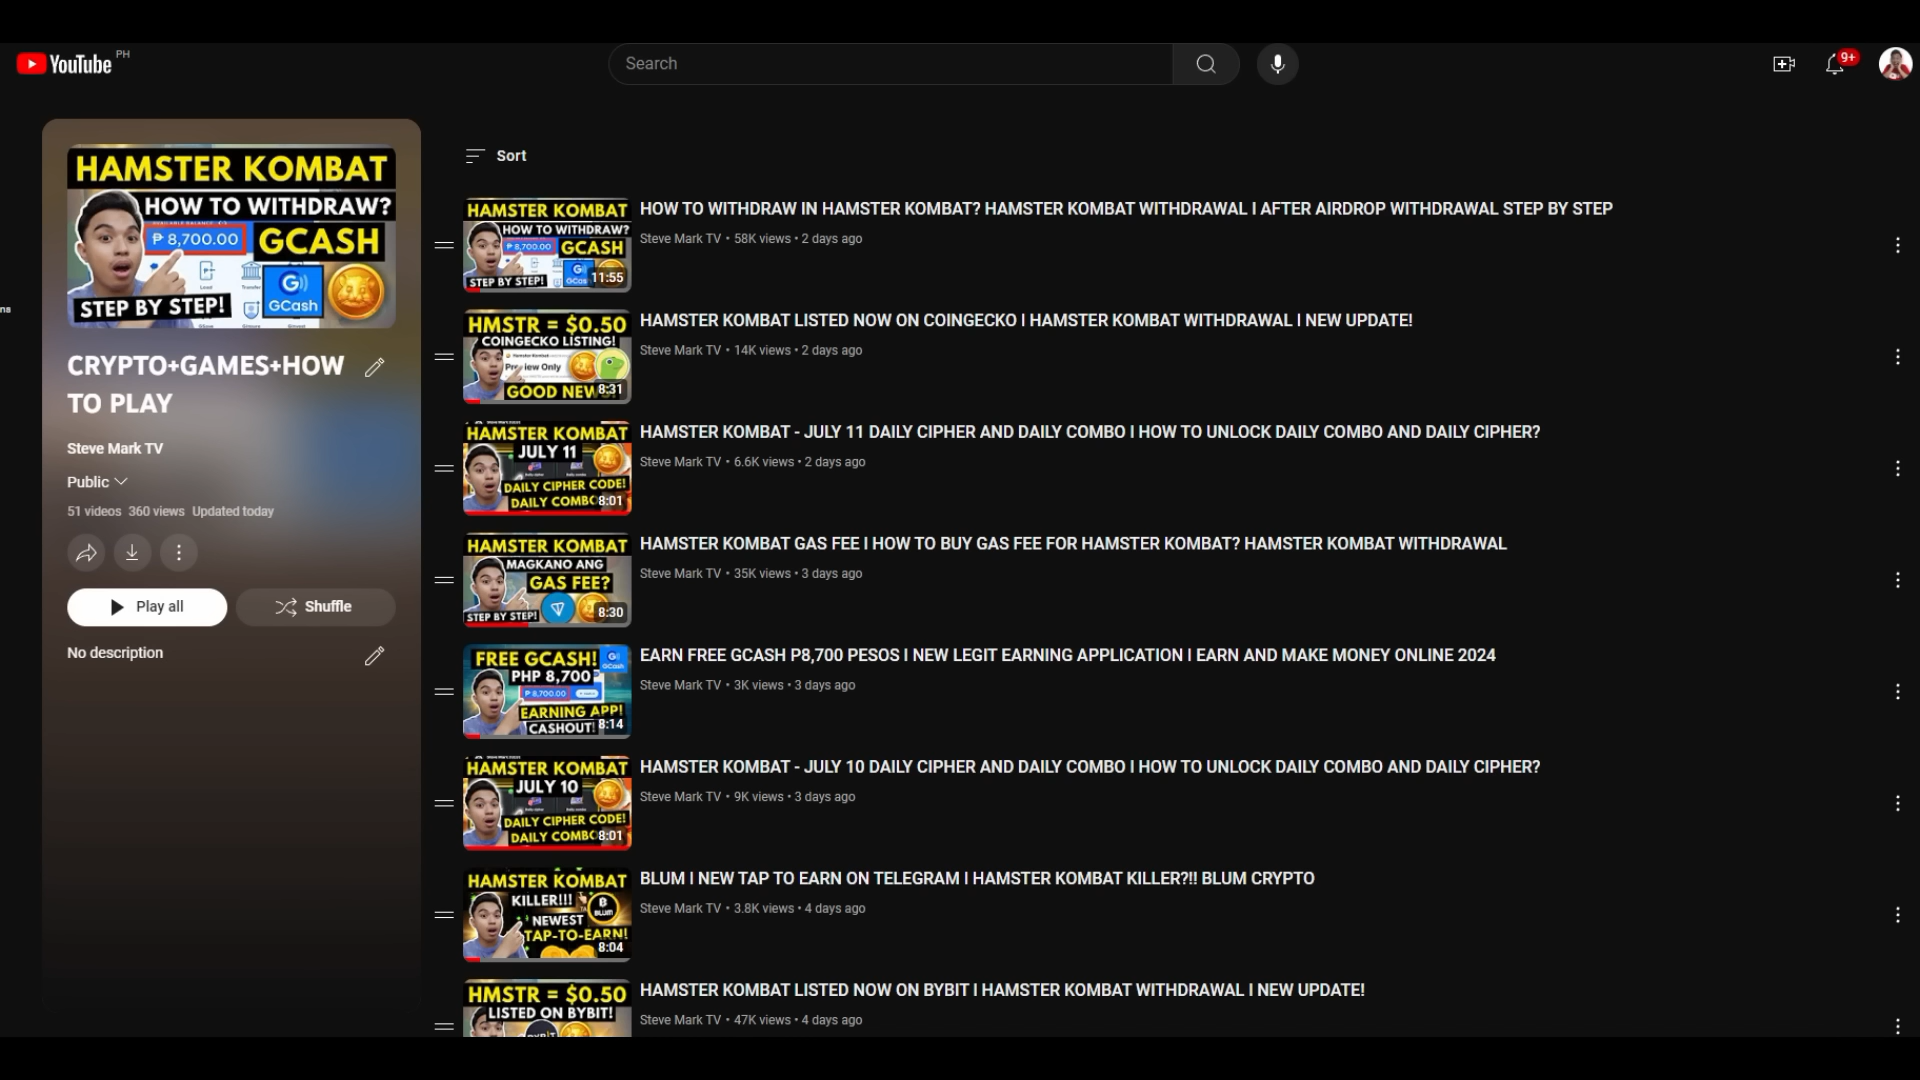 YouTube PH
Search
9+
ns
HAMSTER KOMBAT
HOW TO WITHDRAW?
₱ 8,700.00
GCASH
STEP BY STEP!
GCash
CRYPTO+GAMES+HOW
TO PLAY
Steve Mark TV
Public
51 videos 360 views Updated today
Play all
Shuffle
No description
Sort
HAMSTER KOMBAT
HOW TO WITHDRAW?
₱ 8,700.00
GCASH
STEP BY STEP!
11:55
HOW TO WITHDRAW IN HAMSTER KOMBAT? HAMSTER KOMBAT WITHDRAWAL I AFTER AIRDROP WITHDRAWAL STEP BY STEP
Steve Mark TV • 58K views • 2 days ago
HMSTR = $0.50
COINGECKO LISTING!
Hamster Kombat
GOOD NEWS!
8:31
HAMSTER KOMBAT LISTED NOW ON COINGECKO I HAMSTER KOMBAT WITHDRAWAL I NEW UPDATE!
Steve Mark TV • 14K views • 2 days ago
HAMSTER KOMBAT
JULY 11
DAILY CIPHER CODE!
DAILY COMBO
8:01
HAMSTER KOMBAT - JULY 11 DAILY CIPHER AND DAILY COMBO I HOW TO UNLOCK DAILY COMBO AND DAILY CIPHER?
Steve Mark TV • 6.6K views • 2 days ago
HAMSTER KOMBAT
MAGKANO ANG
GAS FEE?
STEP BY STEP!
8:30
HAMSTER KOMBAT GAS FEE I HOW TO BUY GAS FEE FOR HAMSTER KOMBAT? HAMSTER KOMBAT WITHDRAWAL
Steve Mark TV • 35K views • 3 days ago
FREE GCASH!
GCash
PHP 8,700
₱ 8,700.00
EARNING APP!
CASHOUT!
8:14
EARN FREE GCASH P8,700 PESOS I NEW LEGIT EARNING APPLICATION I EARN AND MAKE MONEY ONLINE 2024
Steve Mark TV • 3K views • 3 days ago
HAMSTER KOMBAT
JULY 10
DAILY CIPHER CODE!
DAILY COMBO
8:01
HAMSTER KOMBAT - JULY 10 DAILY CIPHER AND DAILY COMBO I HOW TO UNLOCK DAILY COMBO AND DAILY CIPHER?
Steve Mark TV • 9K views • 3 days ago
HAMSTER KOMBAT
KILLER!!!
BLUM
NEWEST
TAP-TO-EARN!
8:04
BLUM I NEW TAP TO EARN ON TELEGRAM I HAMSTER KOMBAT KILLER?!! BLUM CRYPTO
Steve Mark TV • 3.8K views • 4 days ago
HMSTR = $0.50
LISTED ON BYBIT!
HAMSTER KOMBAT LISTED NOW ON BYBIT I HAMSTER KOMBAT WITHDRAWAL I NEW UPDATE!
Steve Mark TV • 47K views • 4 days ago